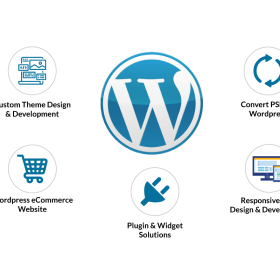 ustom Theme Design
& Development
Convert PS
Wordpre
ordpress eCommerce
Website
Plugin & Widget
Solutions
Responsive
Design & Deve